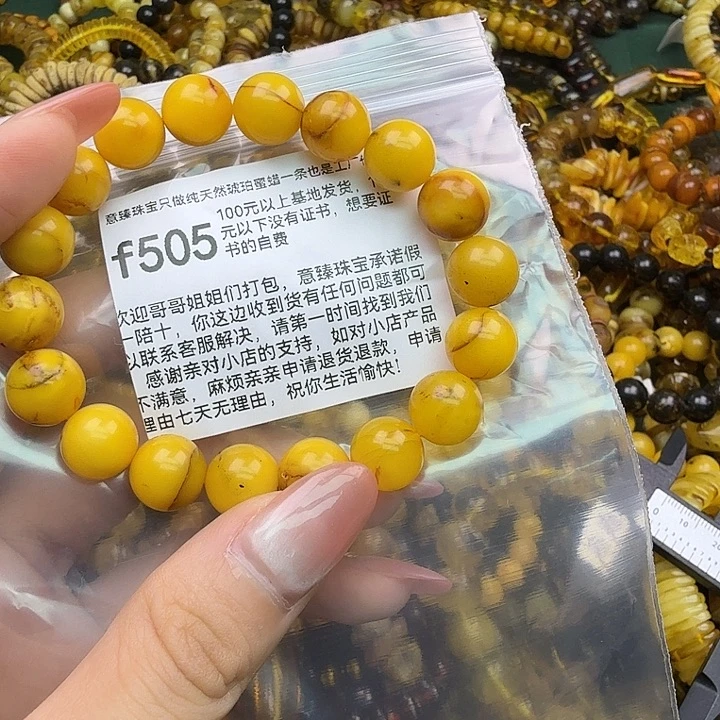 意臻珠宝只做纯天然琥珀蜜蜡一条也是工厂
f505
100元以上基地发货，1
元以下没有证书，想要证
书的自费
欢迎哥哥姐姐们打包，意臻珠宝承诺假
一陪十，你这边收到货有任何问题都可
以联系客服解决，请第一时间找到我们
感谢亲对小店的支持，如对小店产品
不满意，麻烦亲亲申请退货退款，申请
理由七天无理由，祝你生活愉快！
10